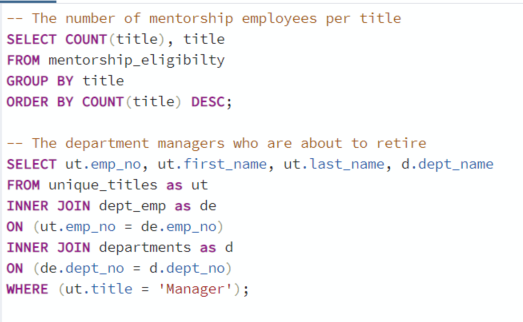 -- The number of mentorship employees per title
SELECT COUNT(title), title
FROM mentorship_eligibilty
GROUP BY title
ORDER BY COUNT(title) DESC;
-- The department managers who are about to retire
SELECT ut.emp_no, ut.first_name, ut.last_name, d.dept_name
FROM unique_titles as ut
INNER JOIN dept_emp as de
ON (ut.emp_no = de.emp_no)
INNER JOIN departments as d
ON (de.dept_no = d.dept_no)
WHERE (ut.title = 'Manager');